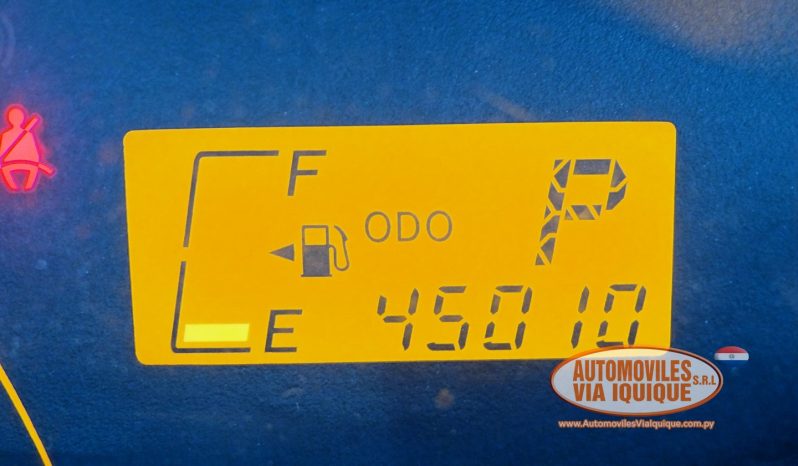 F
P
ODO
E
45010
AUTOMOVILES
VIA IQUIQUE S.R.L
www.AutomovilesViaIquique.com.py